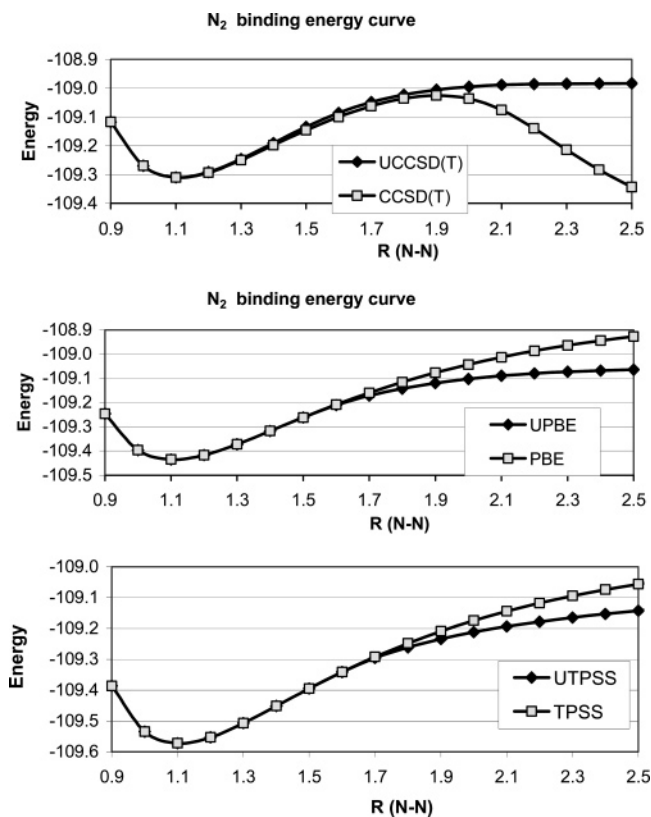 N₂ binding energy curve
-108.9
-109.0
-109.1
-109.2
-109.3
-109.4
Energy
UCCSD(T)
CCSD(T)
0.9 1.1 1.3 1.5 1.7 1.9 2.1 2.3 2.5
R (N-N)
N₂ binding energy curve
-108.9
-109.0
-109.1
-109.2
-109.3
-109.4
-109.5
Energy
UPBE
PBE
0.9 1.1 1.3 1.5 1.7 1.9 2.1 2.3 2.5
R (N-N)
-109.0
-109.1
-109.2
-109.3
-109.4
-109.5
-109.6
Energy
UTPSS
TPSS
0.9 1.1 1.3 1.5 1.7 1.9 2.1 2.3 2.5
R (N-N)